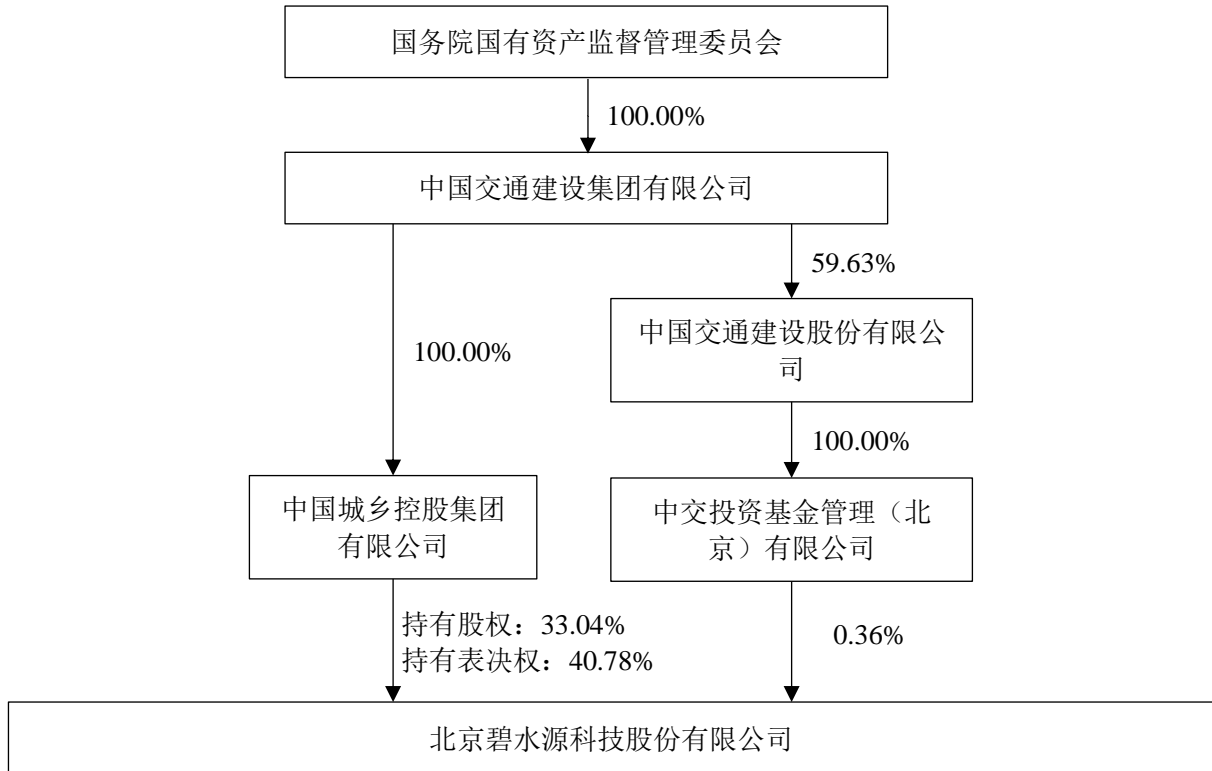 国务院国有资产监督管理委员会
100.00%
中国交通建设集团有限公司
59.63%
中国交通建设股份有限公
司
100.00%
100.00%
中国城乡控股集团
有限公司
中交投资基金管理（北
京）有限公司
持有股权：33.04%
持有表决权：40.78%
0.36%
北京碧水源科技股份有限公司